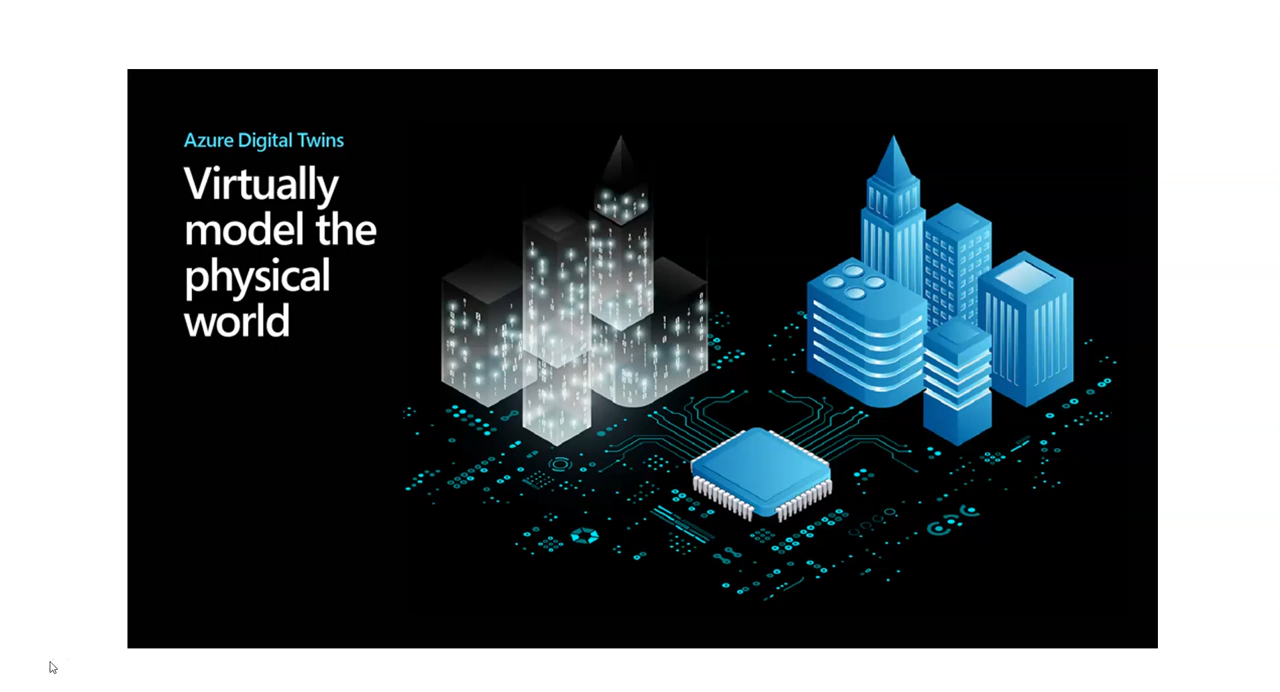 Azure Digital Twins
Virtually
model the
physical
world